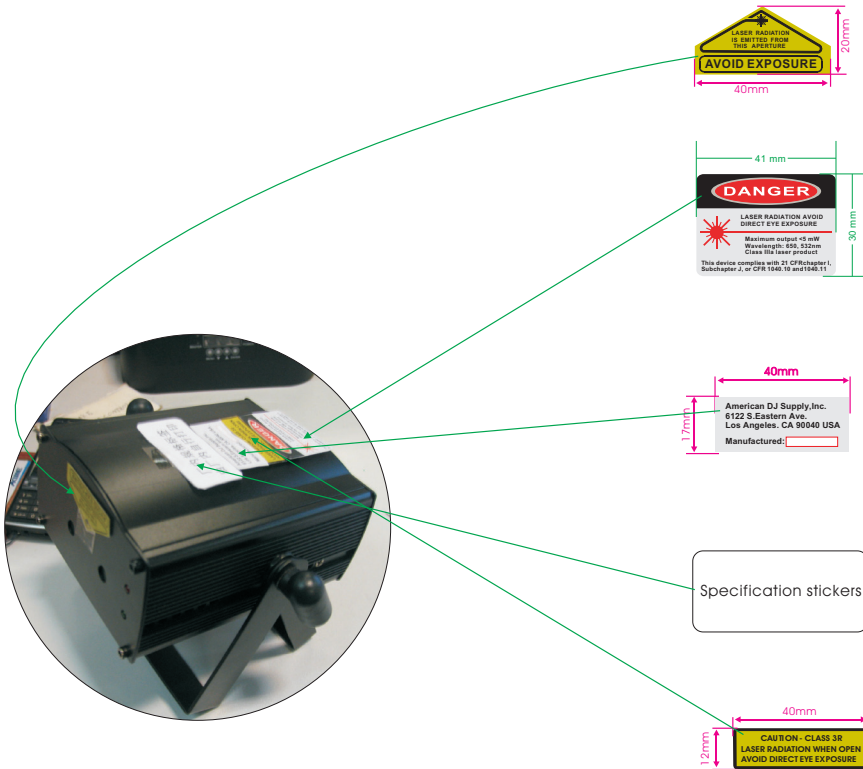 LASER RADIATION
IS EMITTED FROM
THIS APERTURE
AVOID EXPOSURE
20mm
40mm
41 mm
DANGER
LASER RADIATION AVOID
DIRECT EYE EXPOSURE
Maximum output <5 mW
Wavelength: 650, 532nm
Class IIIa laser product
This device complies with 21 CFRchapter I,
Subchapter J, or CFR 1040.10 and1040.11
30 mm
40mm
17mm
American DJ Supply,Inc.
6122 S.Eastern Ave.
Los Angeles. CA 90040 USA
Manufactured:
DANGER
Specification stickers
40mm
12mm
CAUTION - CLASS 3R
LASER RADIATION WHEN OPEN
AVOID DIRECT EYE EXPOSURE